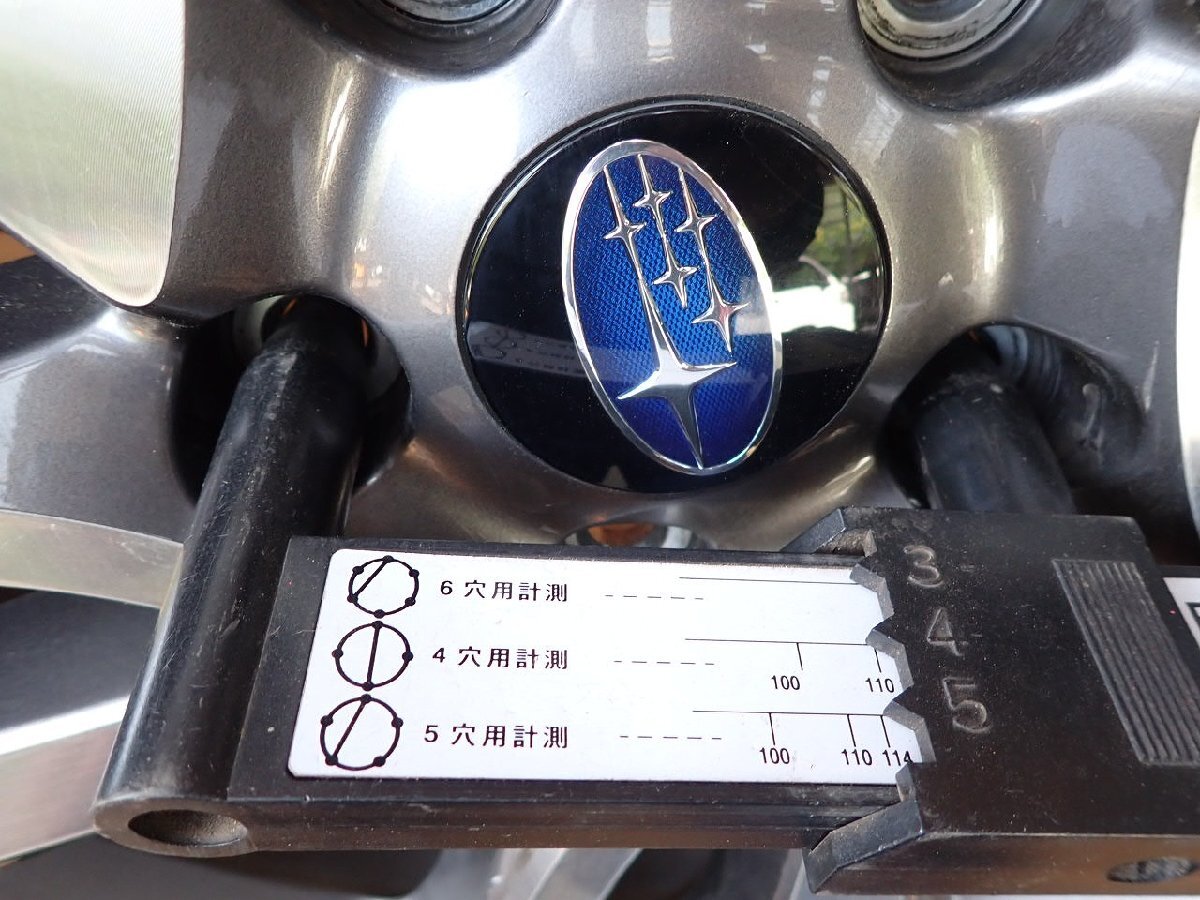 6穴用計測 -----
4穴用計測 -----
100 110
5穴用計測 -----
100 110 114
3-
4-
5